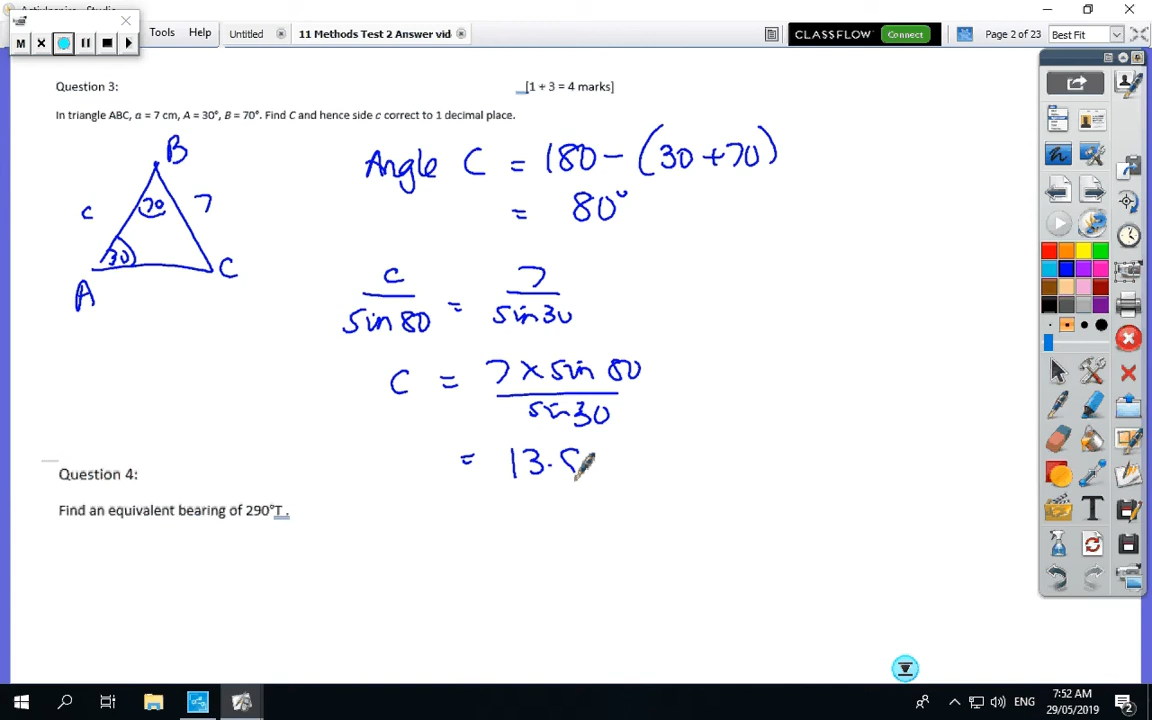 ActivInspire - Studio
Tools Help Untitled 11 Methods Test 2 Answer vid CLASSFLOW Connect Page 2 of 23 Best Fit
M
Question 3: [1 + 3 = 4 marks]
In triangle ABC, a = 7 cm, A = 30°, B = 70°. Find C and hence side c correct to 1 decimal place.
B
c 70 7
30
A C
Angle C = 180 - (30 + 70)
= 80°
c / sin 80 = 7 / sin 30
C = 7 × sin 80 / sin 30
= 13.
Question 4:
Find an equivalent bearing of 290°T .
T
ENG
7:52 AM
29/05/2019
2